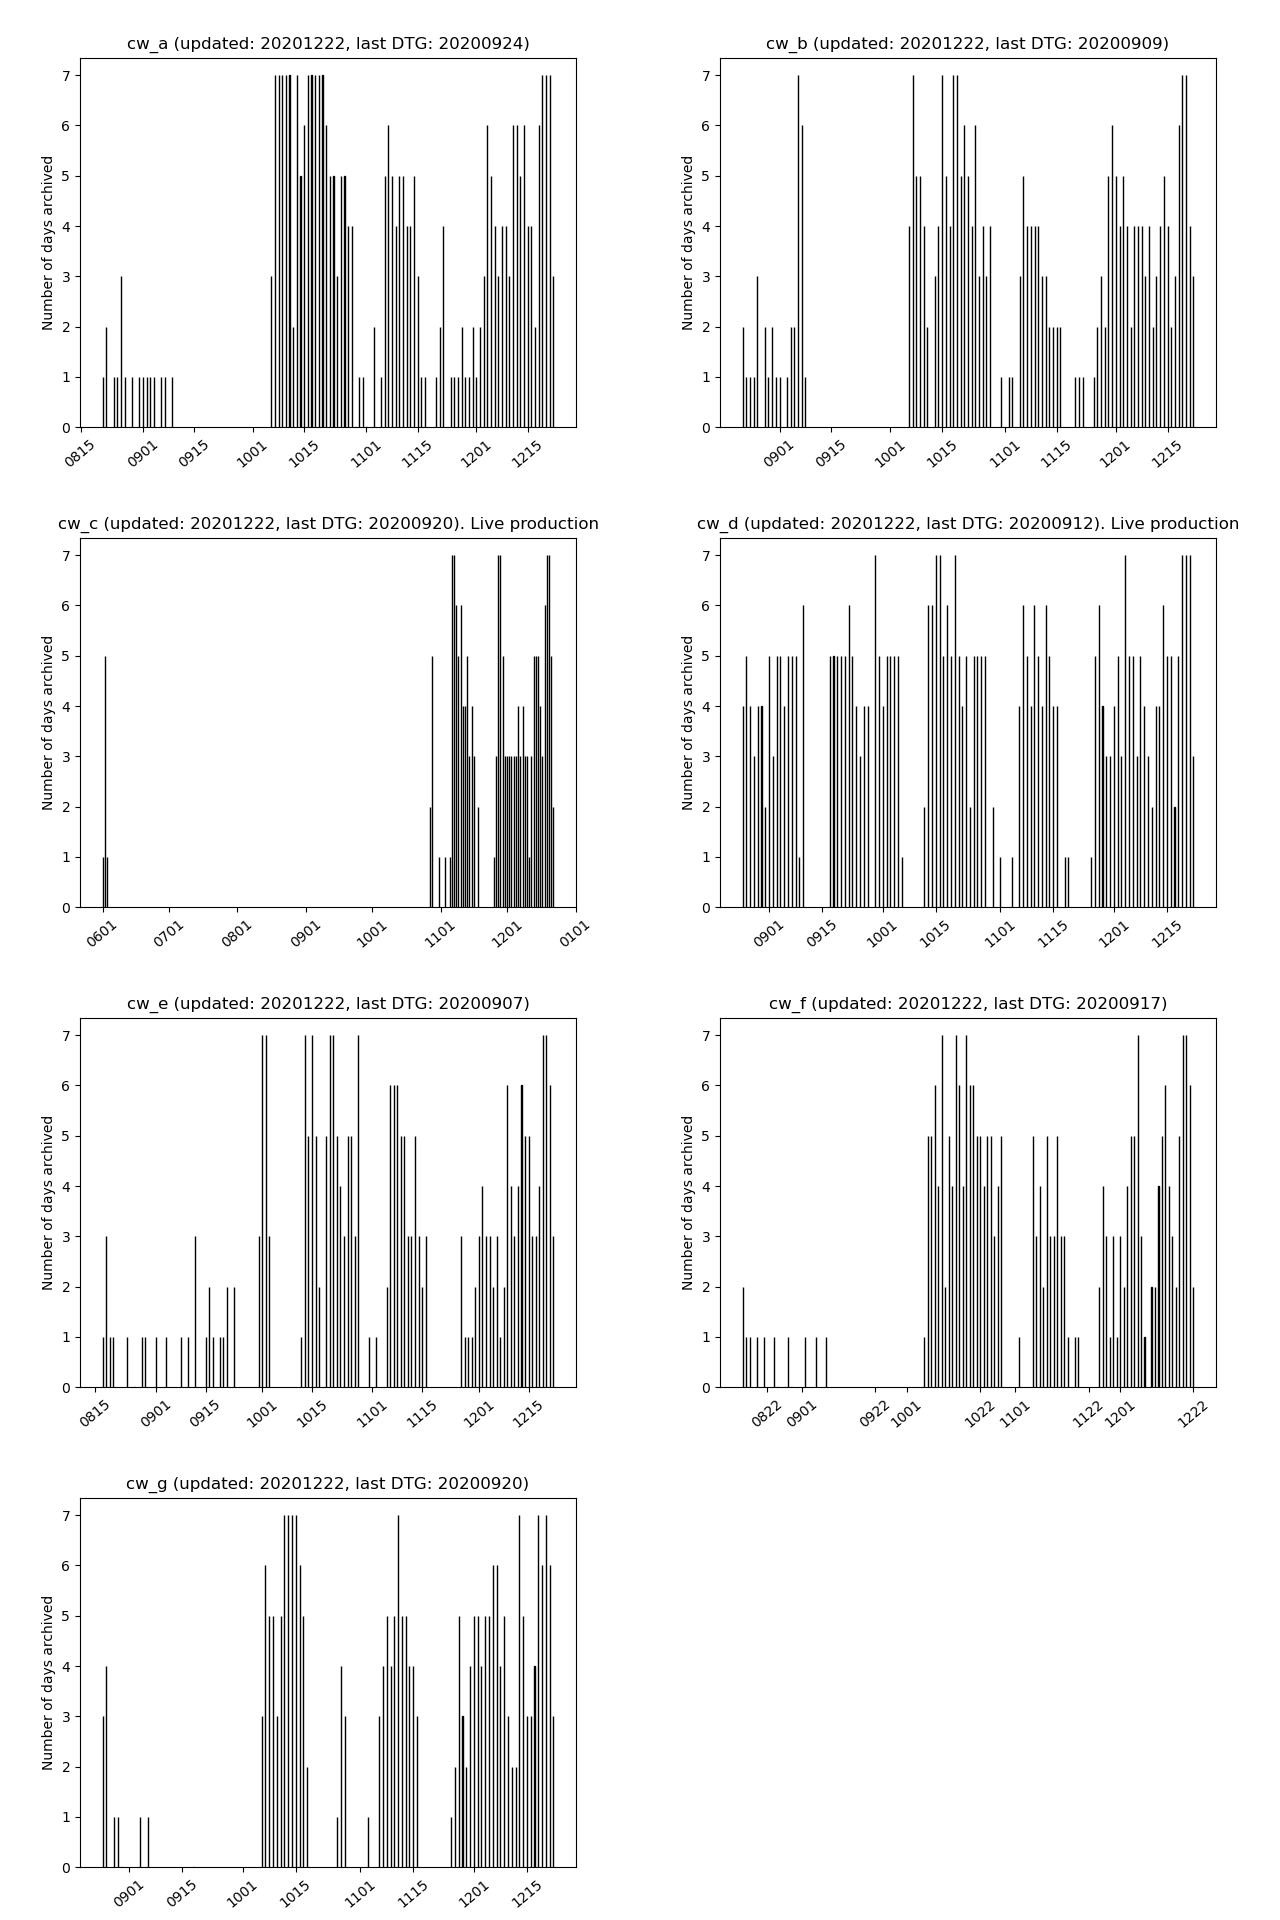 cw_a (updated: 20201222, last DTG: 20200924)
Number of days archived
7
6
5
4
3
2
1
0
0815 0901 0915 1001 1015 1101 1115 1201 1215
cw_b (updated: 20201222, last DTG: 20200909)
Number of days archived
7
6
5
4
3
2
1
0
0901 0915 1001 1015 1101 1115 1201 1215
cw_c (updated: 20201222, last DTG: 20200920). Live production
Number of days archived
7
6
5
4
3
2
1
0
0601 0701 0801 0901 1001 1101 1201 0101
cw_d (updated: 20201222, last DTG: 20200912). Live production
Number of days archived
7
6
5
4
3
2
1
0
0901 0915 1001 1015 1101 1115 1201 1215
cw_e (updated: 20201222, last DTG: 20200907)
Number of days archived
7
6
5
4
3
2
1
0
0815 0901 0915 1001 1015 1101 1115 1201 1215
cw_f (updated: 20201222, last DTG: 20200917)
Number of days archived
7
6
5
4
3
2
1
0
0822 0901 0922 1001 1022 1101 1122 1201 1222
cw_g (updated: 20201222, last DTG: 20200920)
Number of days archived
7
6
5
4
3
2
1
0
0901 0915 1001 1015 1101 1115 1201 1215